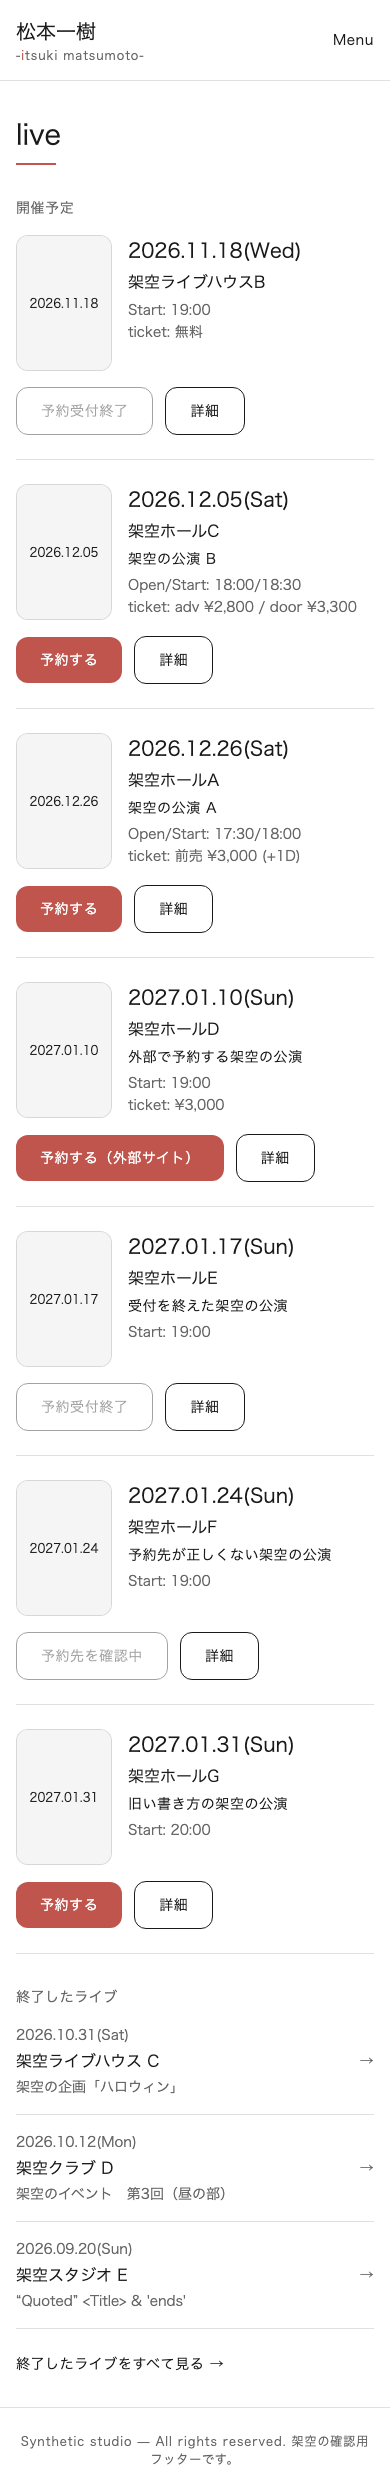 松本一樹
Menu
-itsuki matsumoto-
live
開催予定
2026.11.18
2026.11.18(Wed)
架空ライブハウスB
Start: 19:00
ticket: 無料
予約受付終了
詳細
2026.12.05
2026.12.05(Sat)
架空ホールC
架空の公演 B
Open/Start: 18:00/18:30
ticket: adv ¥2,800 / door ¥3,300
予約する
詳細
2026.12.26
2026.12.26(Sat)
架空ホールA
架空の公演 A
Open/Start: 17:30/18:00
ticket: 前売 ¥3,000 (+1D)
予約する
詳細
2027.01.10
2027.01.10(Sun)
架空ホールD
外部で予約する架空の公演
Start: 19:00
ticket: ¥3,000
予約する（外部サイト）
詳細
2027.01.17
2027.01.17(Sun)
架空ホールE
受付を終えた架空の公演
Start: 19:00
予約受付終了
詳細
2027.01.24
2027.01.24(Sun)
架空ホールF
予約先が正しくない架空の公演
Start: 19:00
予約先を確認中
詳細
2027.01.31
2027.01.31(Sun)
架空ホールG
旧い書き方の架空の公演
Start: 20:00
予約する
詳細
終了したライブ
2026.10.31(Sat)
架空ライブハウス C
→
架空の企画「ハロウィン」
2026.10.12(Mon)
架空クラブ D
→
架空のイベント　第3回（昼の部）
2026.09.20(Sun)
架空スタジオ E
→
“Quoted” <Title> & 'ends'
終了したライブをすべて見る →
Synthetic studio — All rights reserved. 架空の確認用
フッターです。